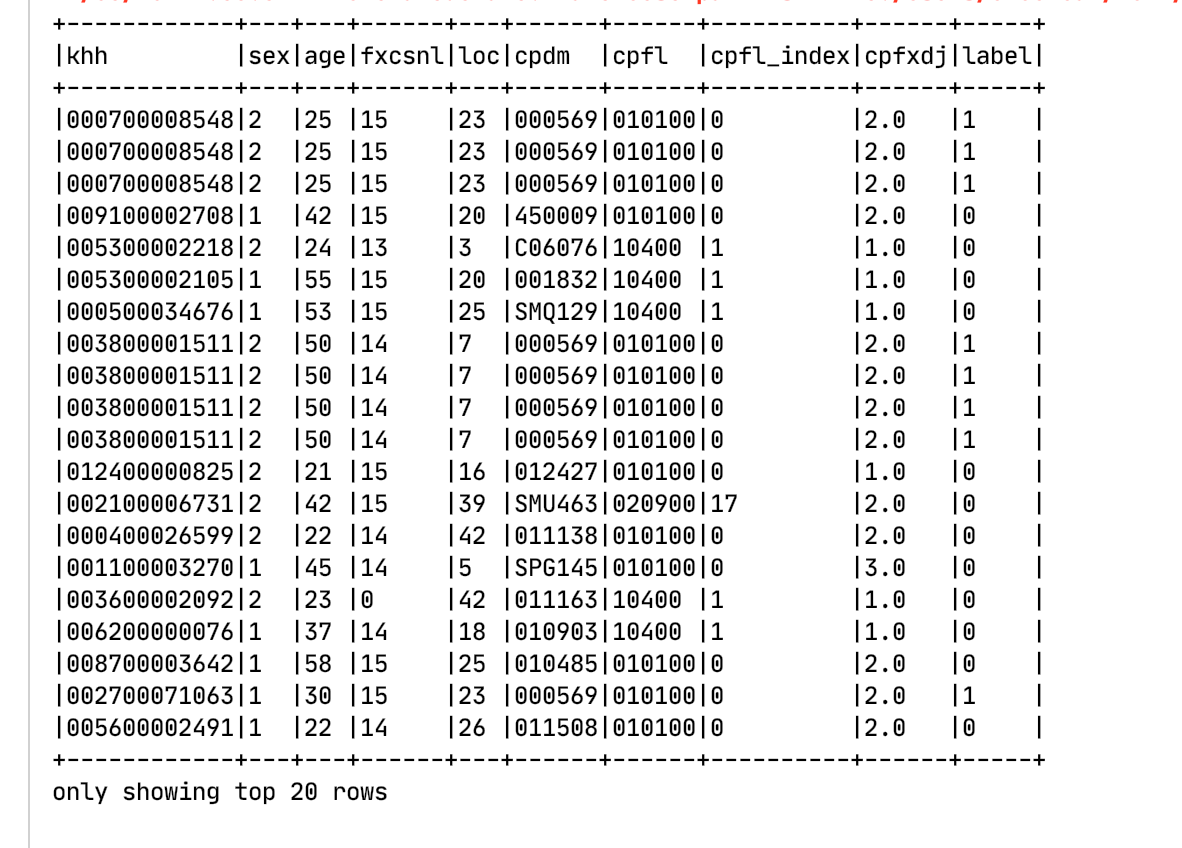 +------------+---+---+------+---+------+------+----------+------+-----+
|khh         |sex|age|fxcsnl|loc|cpdm  |cpfl  |cpfl_index|cpfxdj|label|
+------------+---+---+------+---+------+------+----------+------+-----+
|000700008548|2  |25 |15    |23 |000569|010100|0         |2.0   |1    |
|000700008548|2  |25 |15    |23 |000569|010100|0         |2.0   |1    |
|000700008548|2  |25 |15    |23 |000569|010100|0         |2.0   |1    |
|009100002708|1  |42 |15    |20 |450009|010100|0         |2.0   |0    |
|005300002218|2  |24 |13    |3  |C06076|10400 |1         |1.0   |0    |
|005300002105|1  |55 |15    |20 |001832|10400 |1         |1.0   |0    |
|000500034676|1  |53 |15    |25 |SMQ129|10400 |1         |1.0   |0    |
|003800001511|2  |50 |14    |7  |000569|010100|0         |2.0   |1    |
|003800001511|2  |50 |14    |7  |000569|010100|0         |2.0   |1    |
|003800001511|2  |50 |14    |7  |000569|010100|0         |2.0   |1    |
|003800001511|2  |50 |14    |7  |000569|010100|0         |2.0   |1    |
|012400000825|2  |21 |15    |16 |012427|010100|0         |1.0   |0    |
|002100006731|2  |42 |15    |39 |SMU463|020900|17        |2.0   |0    |
|000400026599|2  |22 |14    |42 |011138|010100|0         |2.0   |0    |
|001100003270|1  |45 |14    |5  |SPG145|010100|0         |3.0   |0    |
|003600002092|2  |23 |0     |42 |011163|10400 |1         |1.0   |0    |
|006200000076|1  |37 |14    |18 |010903|10400 |1         |1.0   |0    |
|008700003642|1  |58 |15    |25 |010485|010100|0         |2.0   |0    |
|002700071063|1  |30 |15    |23 |000569|010100|0         |2.0   |1    |
|005600002491|1  |22 |14    |26 |011508|010100|0         |2.0   |0    |
+------------+---+---+------+---+------+------+----------+------+-----+
only showing top 20 rows